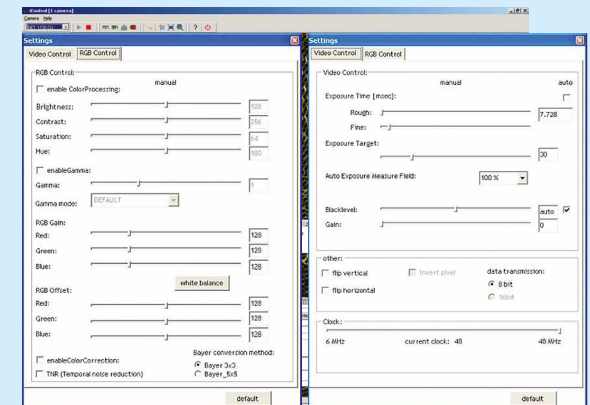 iControl [1 camera]
Camera Help
Settings
Video Control RGB Control
RGB Control:
manual
enable ColorProcessing:
Brightness: 128
Contrast: 256
Saturation: 64
Hue: 180
enableGamma:
Gamma: 1
Gamma mode: DEFAULT
RGB Gain:
Red: 128
Green: 128
Blue: 128
white balance
RGB Offset:
Red: 128
Green: 128
Blue: 128
enableColorCorrection:
Bayer conversion method:
TNR (Temporal noise reduction)
Bayer 3x3
Bayer_5x5
default
Settings
Video Control RGB Control
Video Control:
manual auto
Exposure Time [msec]:
Rough: 7.728
Fine:
Exposure Target:
30
Auto Exposure Measure Field: 100 %
Blacklevel: auto
Gain: 0
other:
flip vertical invert pixel data transmission:
8 bit
flip horizontal
Clock:
6 MHz current clock: 48 48 MHz
default